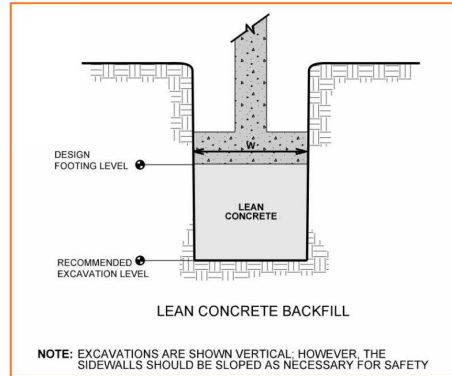 W
DESIGN
FOOTING LEVEL
LEAN
CONCRETE
RECOMMENDED
EXCAVATION LEVEL
LEAN CONCRETE BACKFILL
NOTE: EXCAVATIONS ARE SHOWN VERTICAL; HOWEVER, THE
SIDEWALLS SHOULD BE SLOPED AS NECESSARY FOR SAFETY